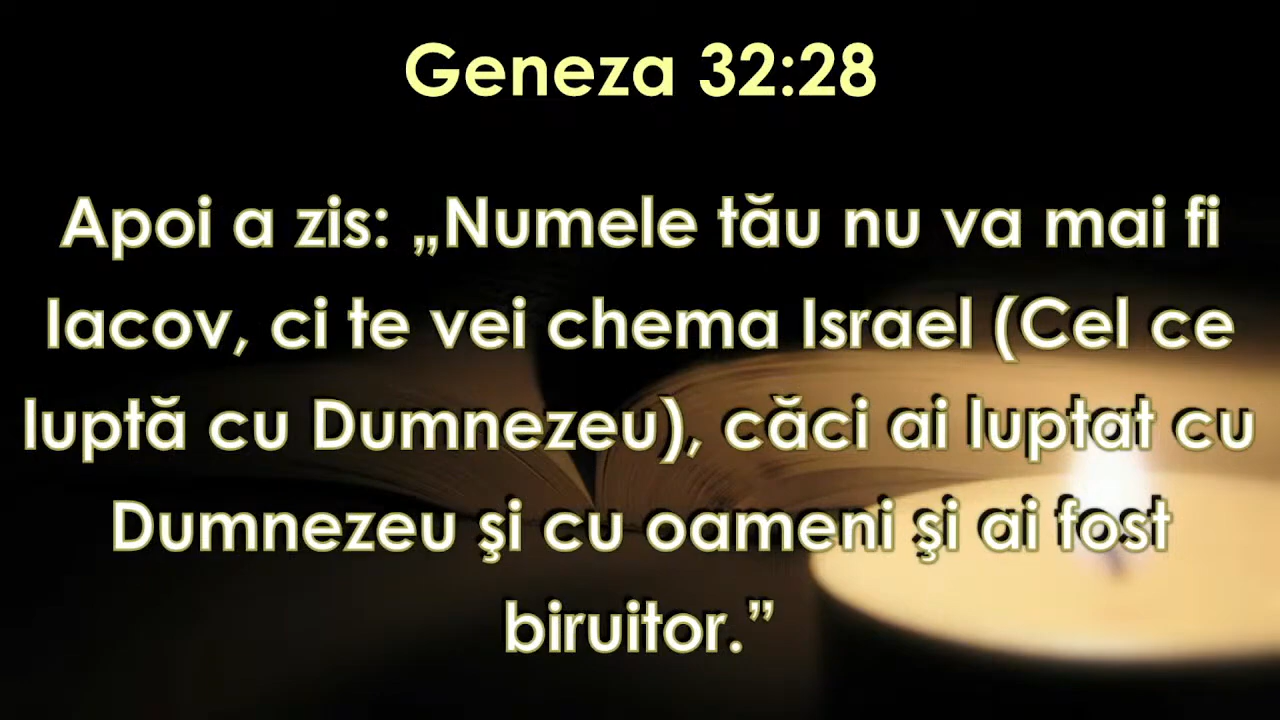 Geneza 32:28
Apoi a zis: „Numele tău nu va mai fi
Iacov, ci te vei chema Israel (Cel ce
luptă cu Dumnezeu), căci ai luptat cu
Dumnezeu şi cu oameni şi ai fost
biruitor.”